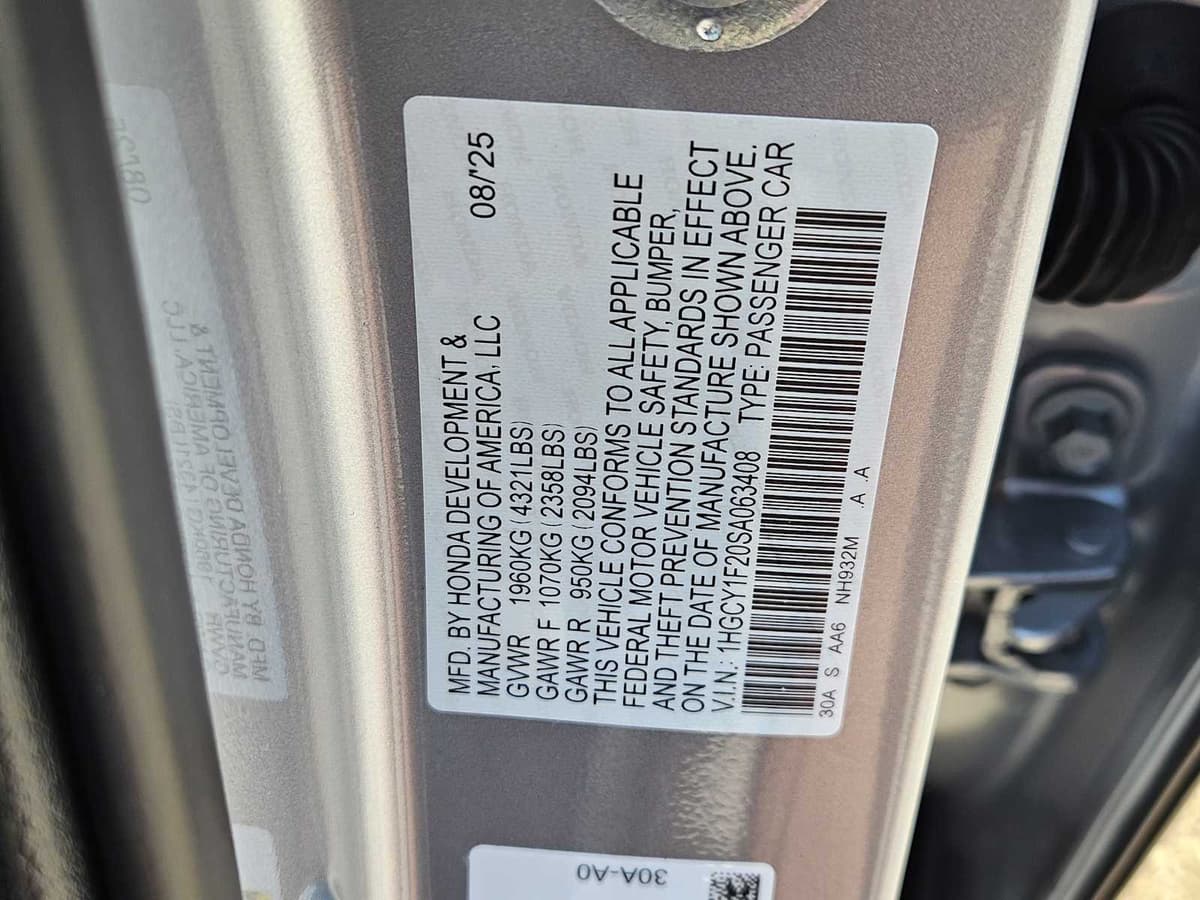 MFD. BY HONDA DEVELOPMENT &
MANUFACTURING OF AMERICA, LLC 08/'25
GVWR 1960KG (4321LBS)
GAWR F 1070KG (2358LBS)
GAWR R 950KG (2094LBS)
THIS VEHICLE CONFORMS TO ALL APPLICABLE
FEDERAL MOTOR VEHICLE SAFETY, BUMPER,
AND THEFT PREVENTION STANDARDS IN EFFECT
ON THE DATE OF MANUFACTURE SHOWN ABOVE.
V.I.N.: 1HGCY1F20SA063408 TYPE: PASSENGER CAR
30A S AA6 NH932M .A .A
30A-A0